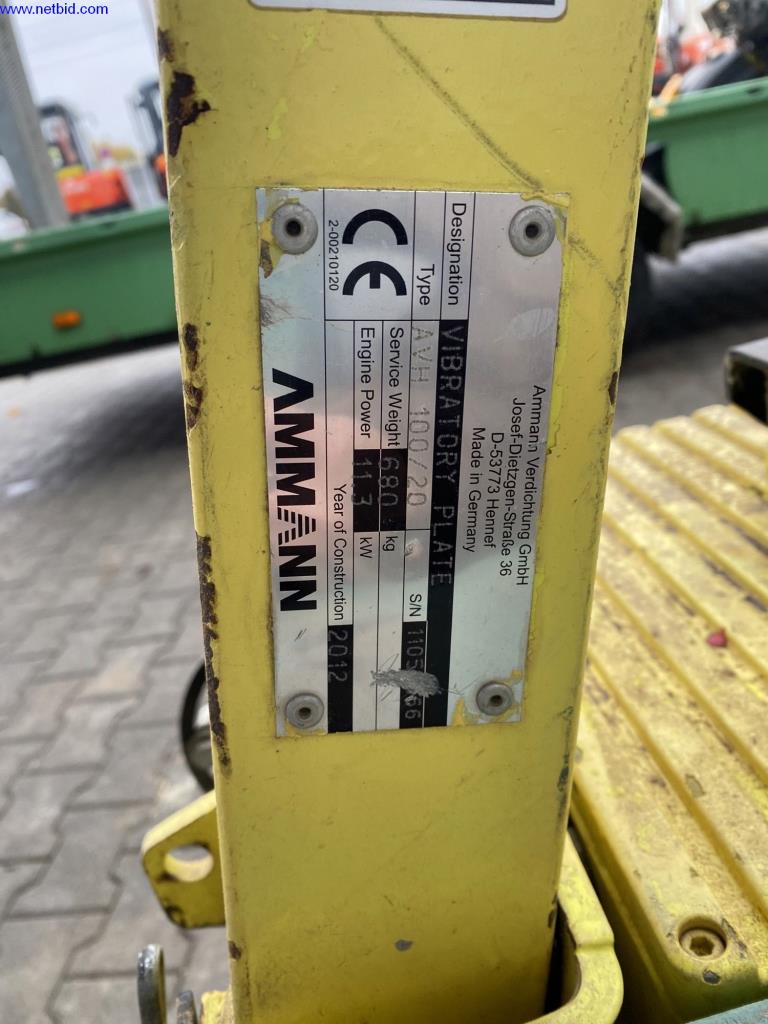 www.netbid.com
Ammann Verdichtung GmbH
Josef-Dietzgen-Straße 36
D-53773 Hennef
Made in Germany
Designation VIBRATORY PLATE
Type AVH 100/20 S/N
CE Service Weight 680 kg
2-00210120 Engine Power 11.3 kW
Year of Construction 2012
AMMANN